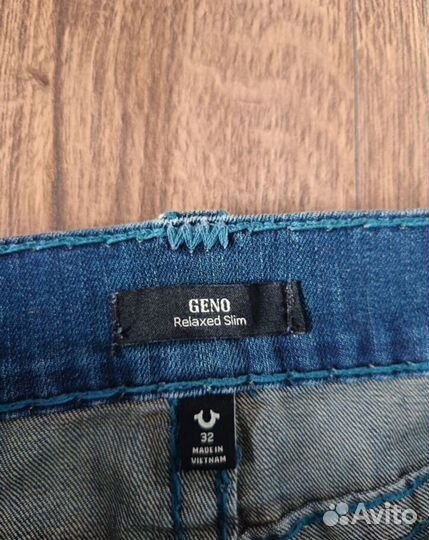 GENO
Relaxed Slim
32
MADE IN
VIETNAM
Avito